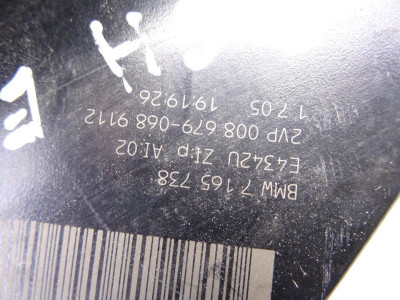 BMW 7 165 738
E4342U ZI:p AI:02
2VP 008 679-068 9112
1.7.05 19:19:26